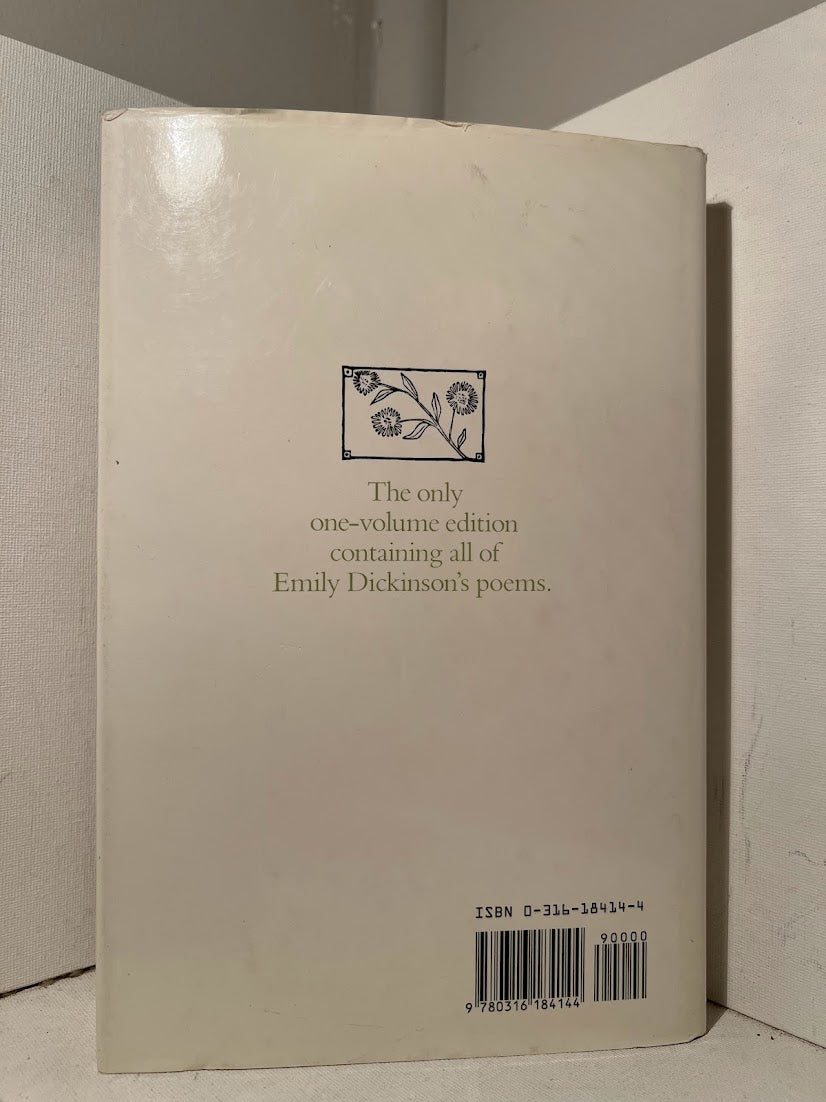 The only
one-volume edition
containing all of
Emily Dickinson's poems.
ISBN 0-316-18414-4
90000
9 780316 184144